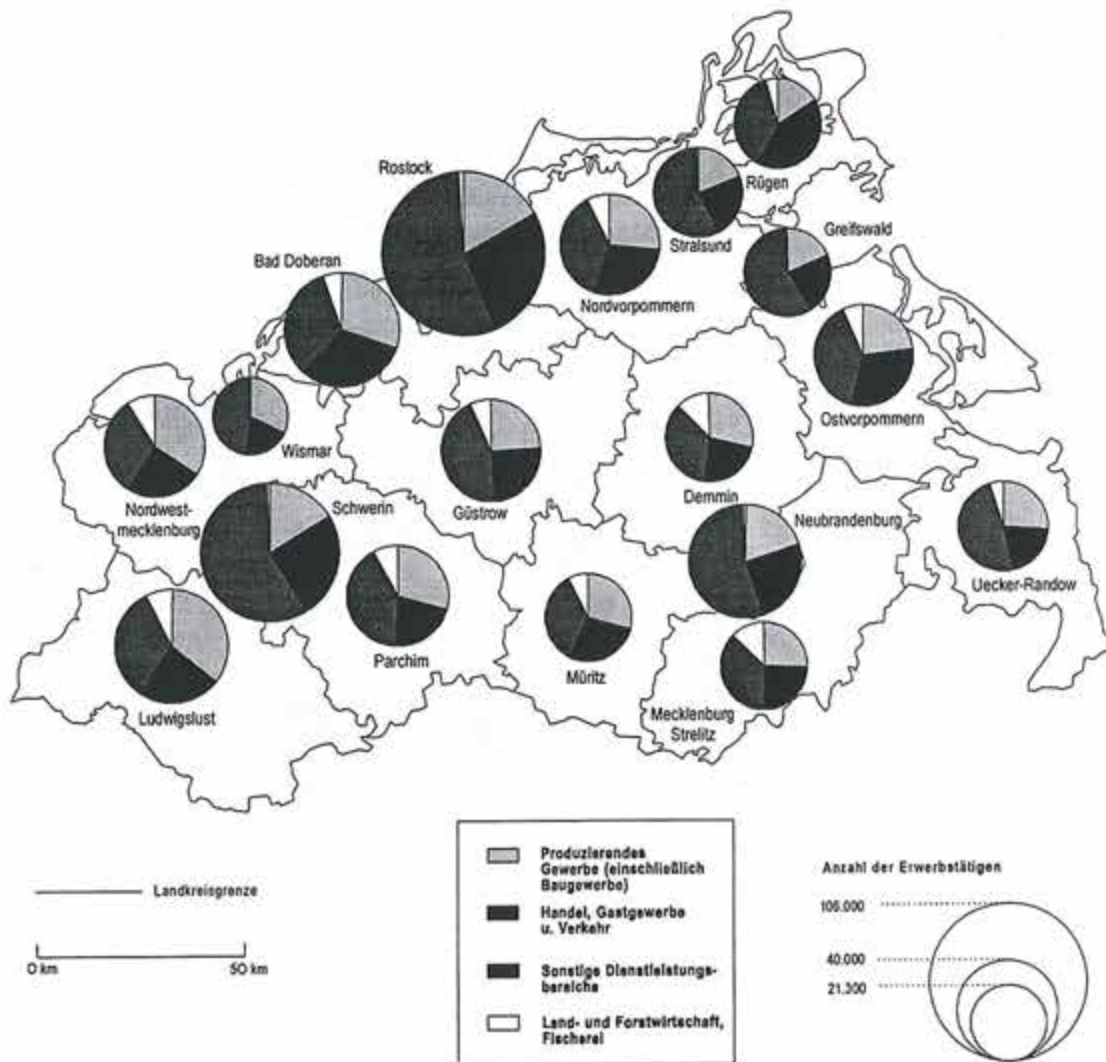 Rügen
Rostock
Stralsund
Greifswald
Bad Doberan
Nordvorpommern
Ostvorpommern
Wismar
Nordwest-
mecklenburg
Güstrow
Demmin
Schwerin
Neubrandenburg
Uecker-Randow
Parchim
Müritz
Ludwigslust
Mecklenburg
Strelitz
Landkreisgrenze
0 km
50 km
Produzierendes
Gewerbe (einschließlich
Baugewerbe)
Handel, Gastgewerbe
u. Verkehr
Sonstige Dienstleistungs-
bereiche
Land- und Forstwirtschaft,
Fischerei
Anzahl der Erwerbstätigen
106.000
40.000
21.300